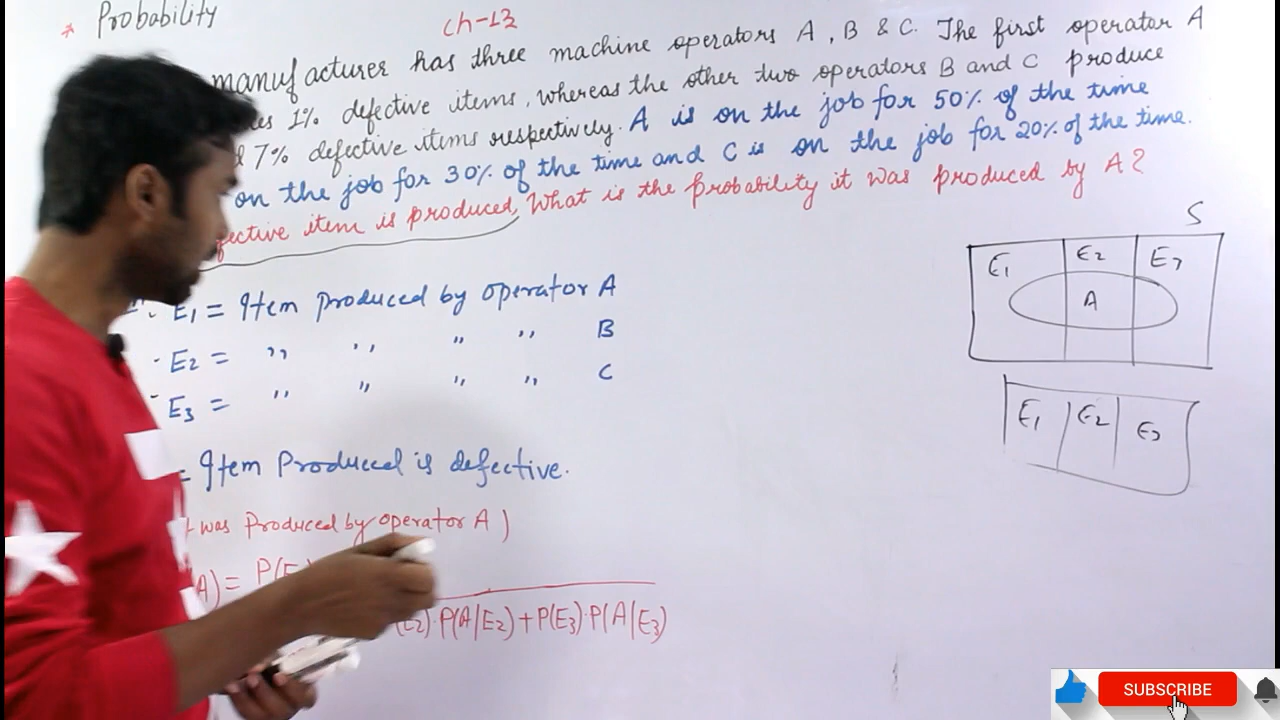 * Probability
ch-13
manufacturer has three machine operators A, B & C. The first operator A
1% defective items, whereas the other two operators B and C produce
7% defective items respectively. A is on the job for 50% of the time
on the job for 30% of the time and C is on the job for 20% of the time.
item is produced, What is the probability it was produced by A?
S
E₁ E₂ E₃
A
E₁ = Item Produced by operator A
E₂ = ,, ,, ,, ,, B
E₃ = ,, ,, ,, ,, C
E₁ E₂ E₃
= Item Produced is defective.
was Produced by operator A )
A) =
(E₂)·P(A|E₂) + P(E₃)·P(A|E₃)
SUBSCRIBE